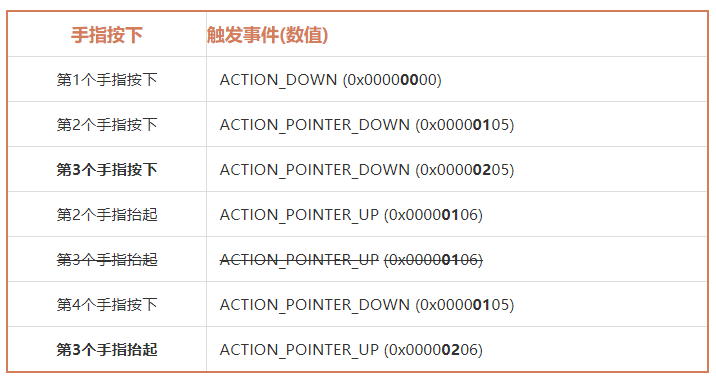 手指按下 触发事件(数值)
第1个手指按下 ACTION_DOWN (0x00000000)
第2个手指按下 ACTION_POINTER_DOWN (0x00000105)
第3个手指按下 ACTION_POINTER_DOWN (0x00000205)
第2个手指抬起 ACTION_POINTER_UP (0x00000106)
第3个手指抬起 ACTION_POINTER_UP (0x00000106)
第4个手指按下 ACTION_POINTER_DOWN (0x00000105)
第3个手指抬起 ACTION_POINTER_UP (0x00000206)